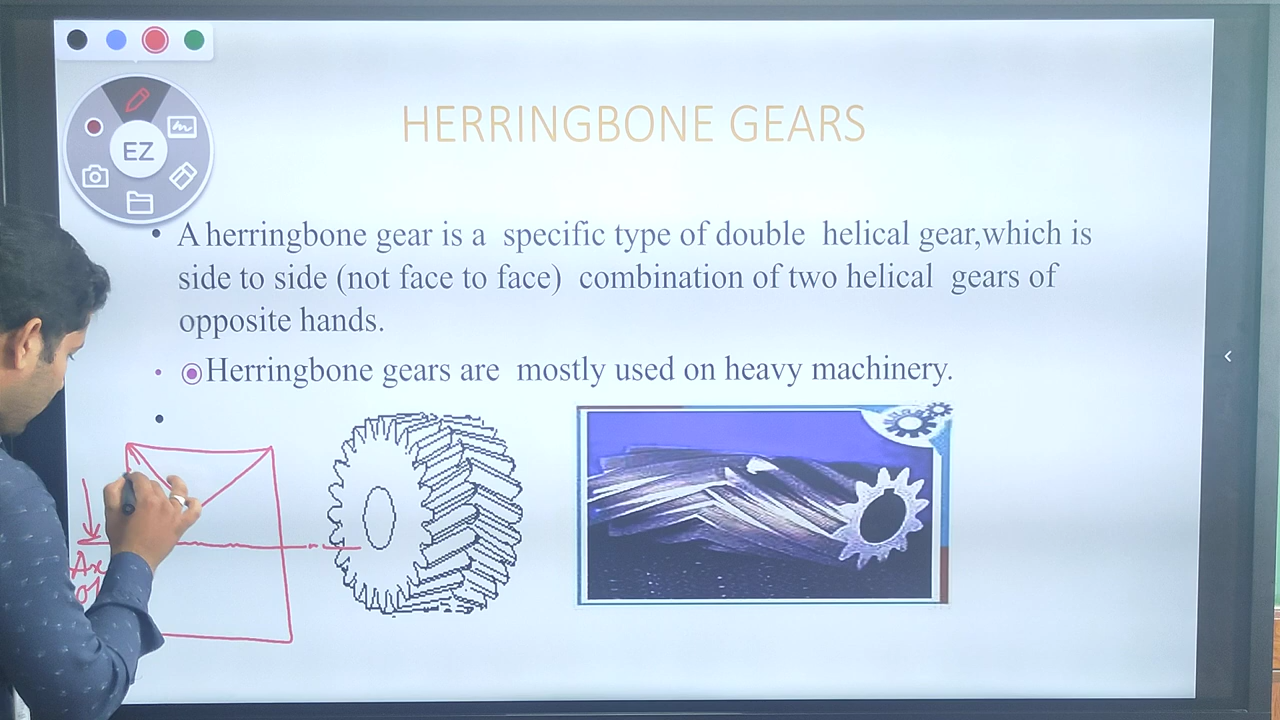 EZ
HERRINGBONE GEARS
• A herringbone gear is a specific type of double helical gear,which is
side to side (not face to face) combination of two helical gears of
opposite hands.
• Herringbone gears are mostly used on heavy machinery.
•